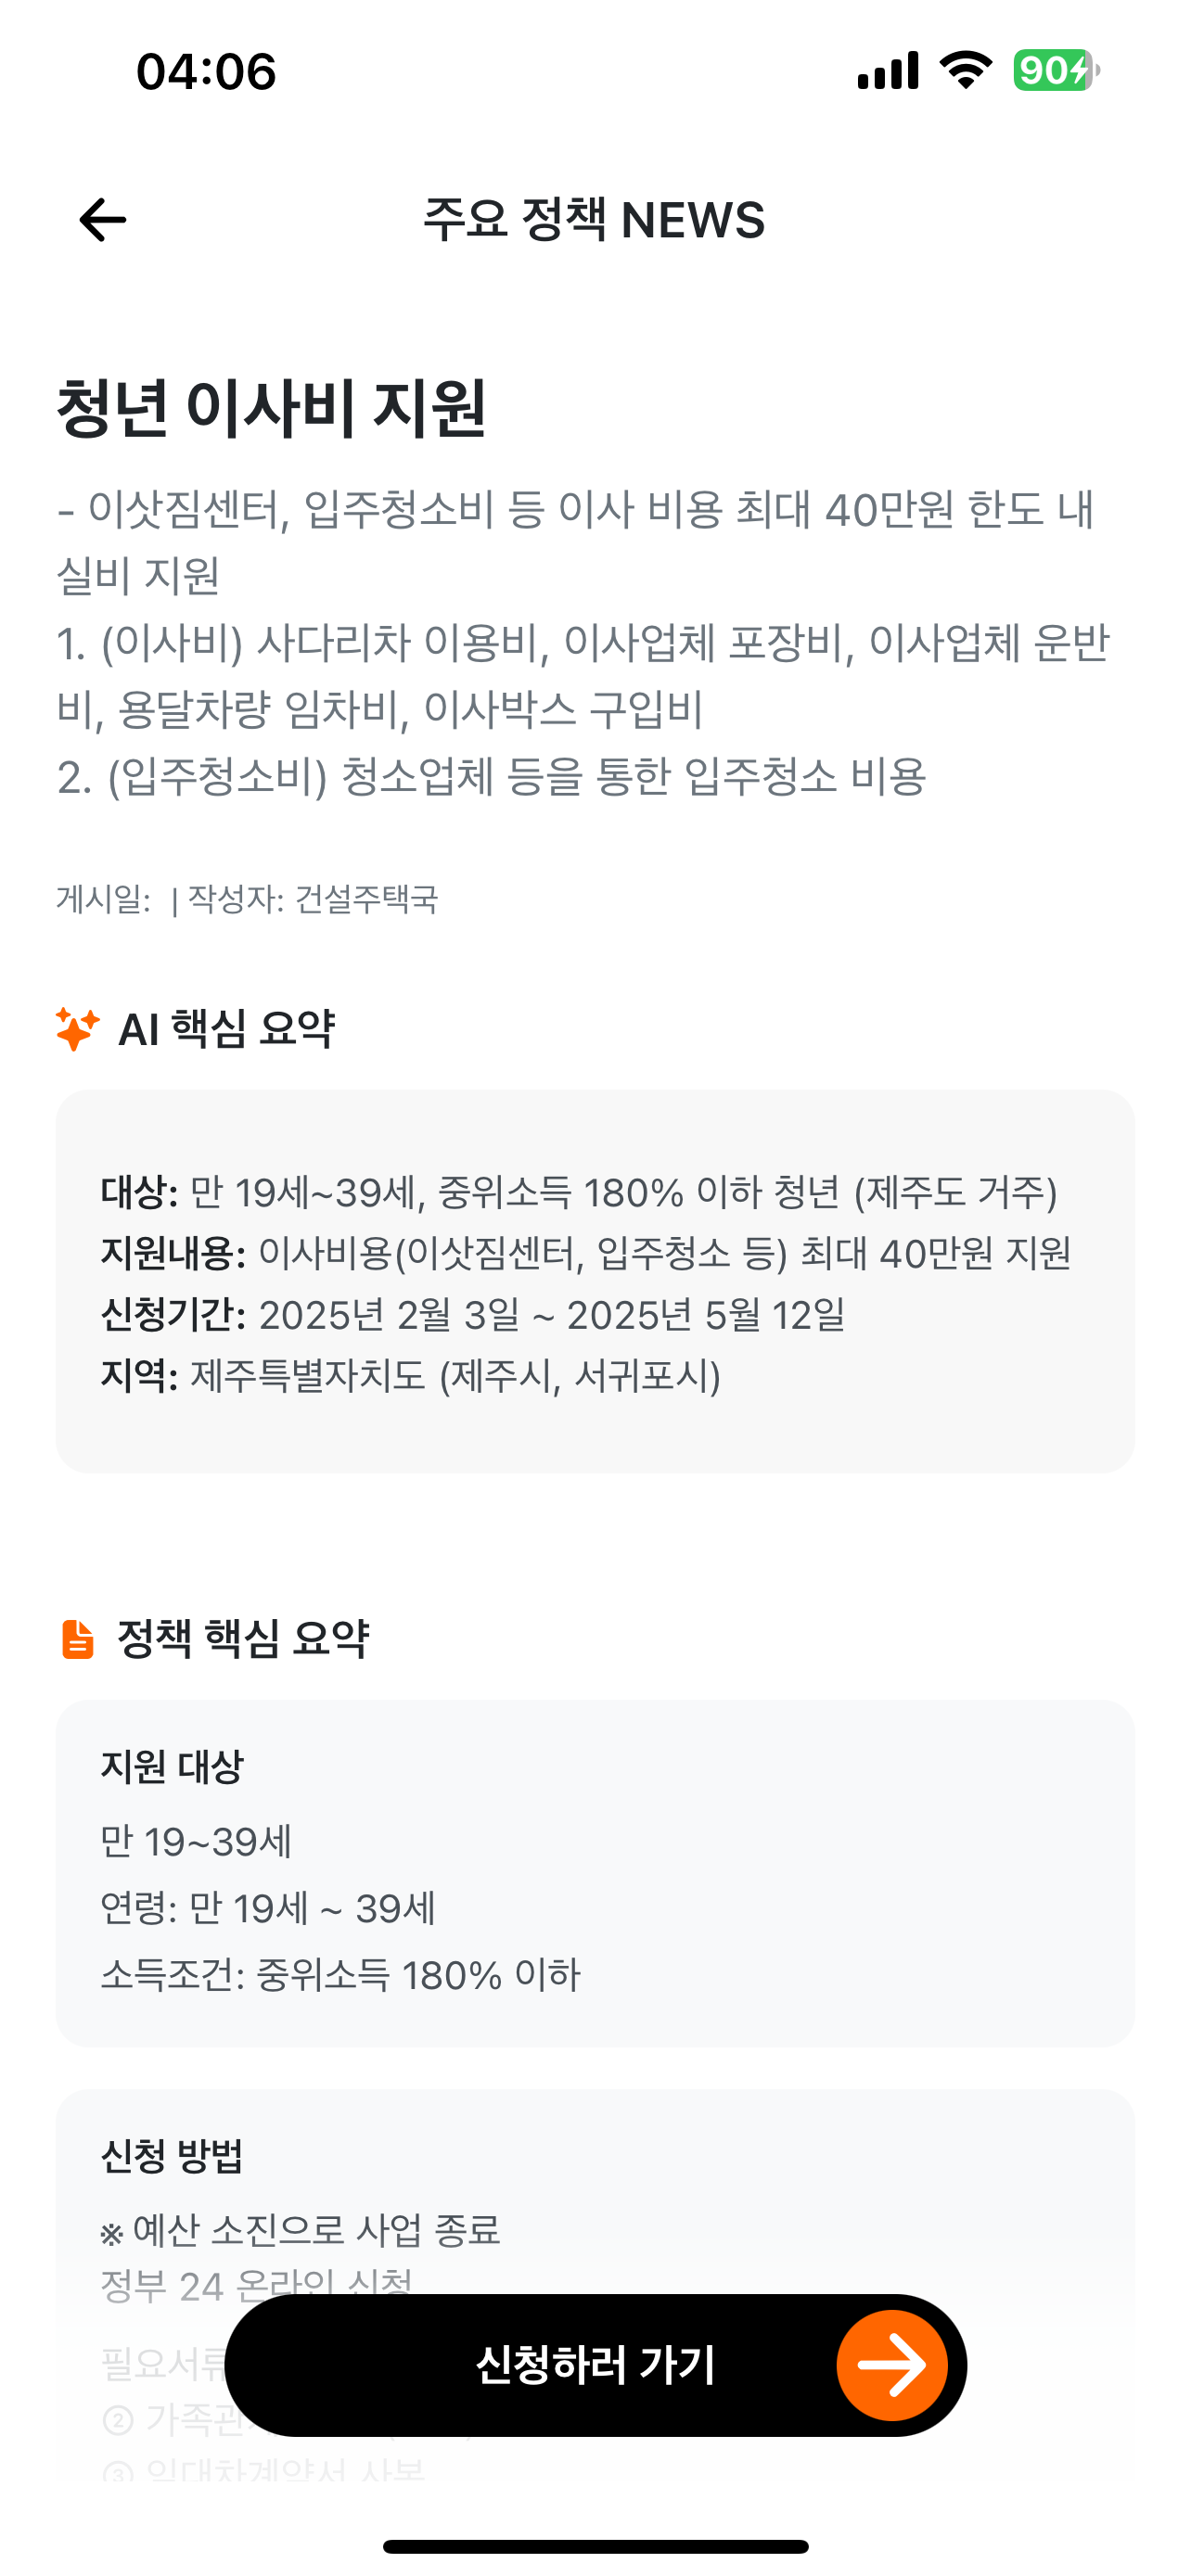 04:06
90
주요 정책 NEWS
청년 이사비 지원
- 이삿짐센터, 입주청소비 등 이사 비용 최대 40만원 한도 내
실비 지원
1. (이사비) 사다리차 이용비, 이사업체 포장비, 이사업체 운반
비, 용달차량 임차비, 이사박스 구입비
2. (입주청소비) 청소업체 등을 통한 입주청소 비용
게시일: | 작성자: 건설주택국
AI 핵심 요약
대상: 만 19세~39세, 중위소득 180% 이하 청년 (제주도 거주)
지원내용: 이사비용(이삿짐센터, 입주청소 등) 최대 40만원 지원
신청기간: 2025년 2월 3일 ~ 2025년 5월 12일
지역: 제주특별자치도 (제주시, 서귀포시)
정책 핵심 요약
지원 대상
만 19~39세
연령: 만 19세 ~ 39세
소득조건: 중위소득 180% 이하
신청 방법
※ 예산 소진으로 사업 종료
정부 24 온라인 신청
필요서류
신청하러 가기
② 가족관
③ 임대차계약서 사본